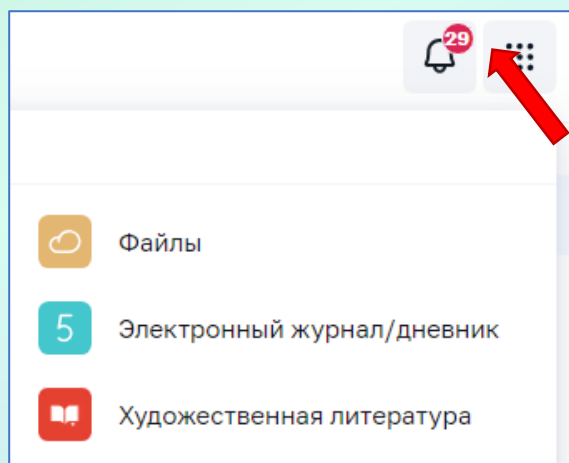 29
Файлы
5
Электронный журнал/дневник
Художественная литература